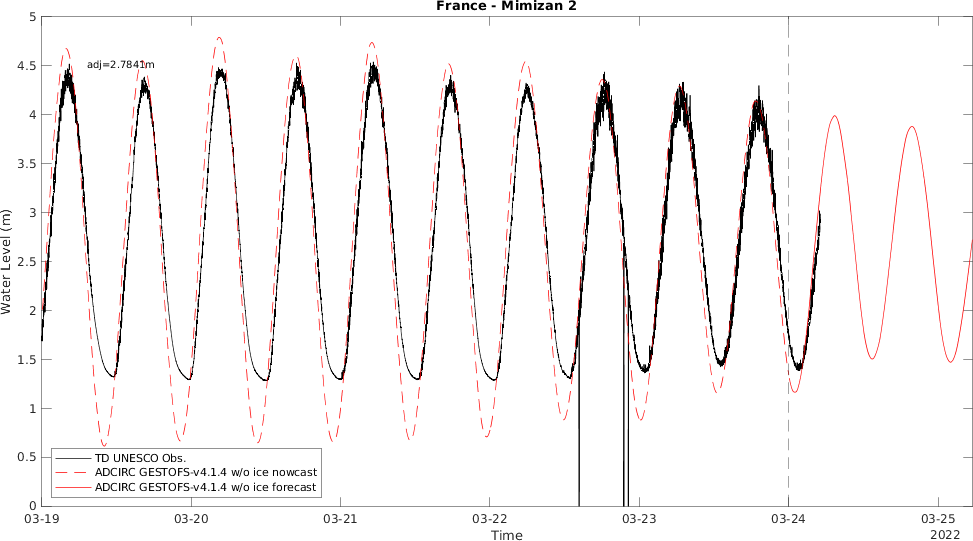 France - Mimizan 2
adj=2.7841m
Water Level (m)
5
4.5
4
3.5
3
2.5
2
1.5
1
0.5
0
TD UNESCO Obs.
ADCIRC GESTOFS-v4.1.4 w/o ice nowcast
ADCIRC GESTOFS-v4.1.4 w/o ice forecast
03-19 03-20 03-21 03-22 03-23 03-24 03-25
Time
2022